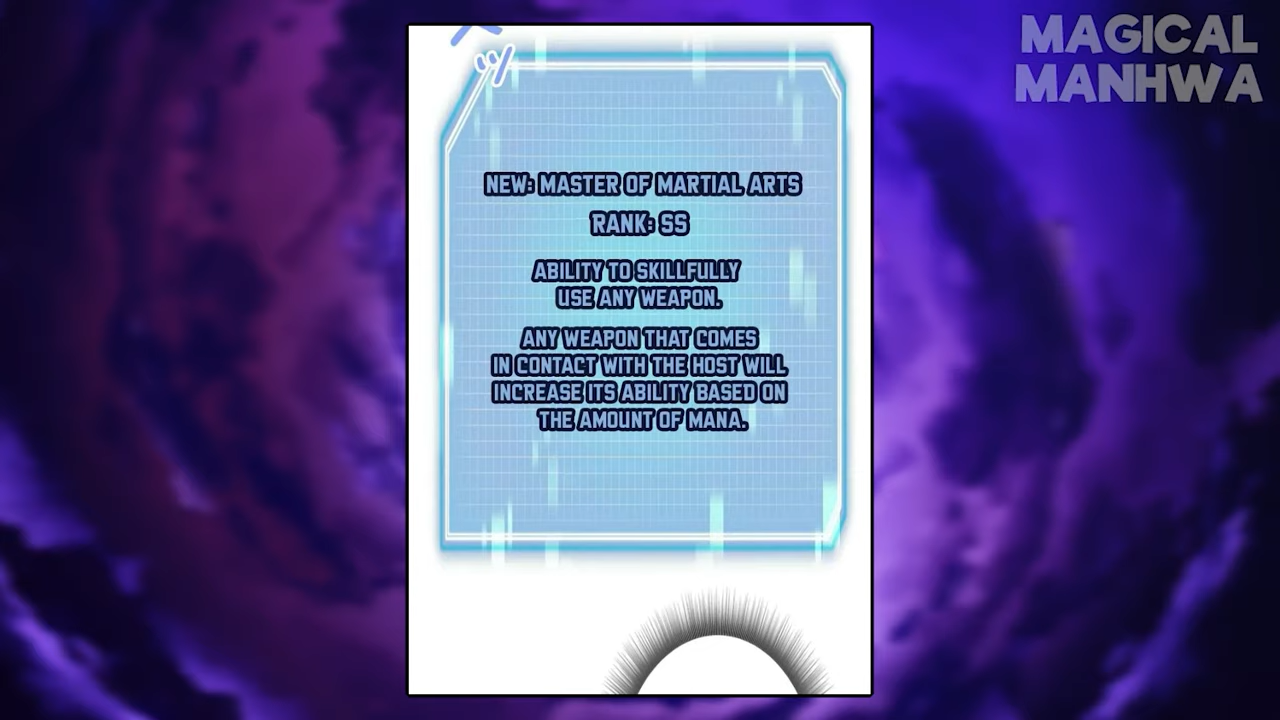 MAGICAL
MANHWA
NEW: MASTER OF MARTIAL ARTS
RANK: SS
ABILITY TO SKILLFULLY
USE ANY WEAPON.
ANY WEAPON THAT COMES
IN CONTACT WITH THE HOST WILL
INCREASE ITS ABILITY BASED ON
THE AMOUNT OF MANA.